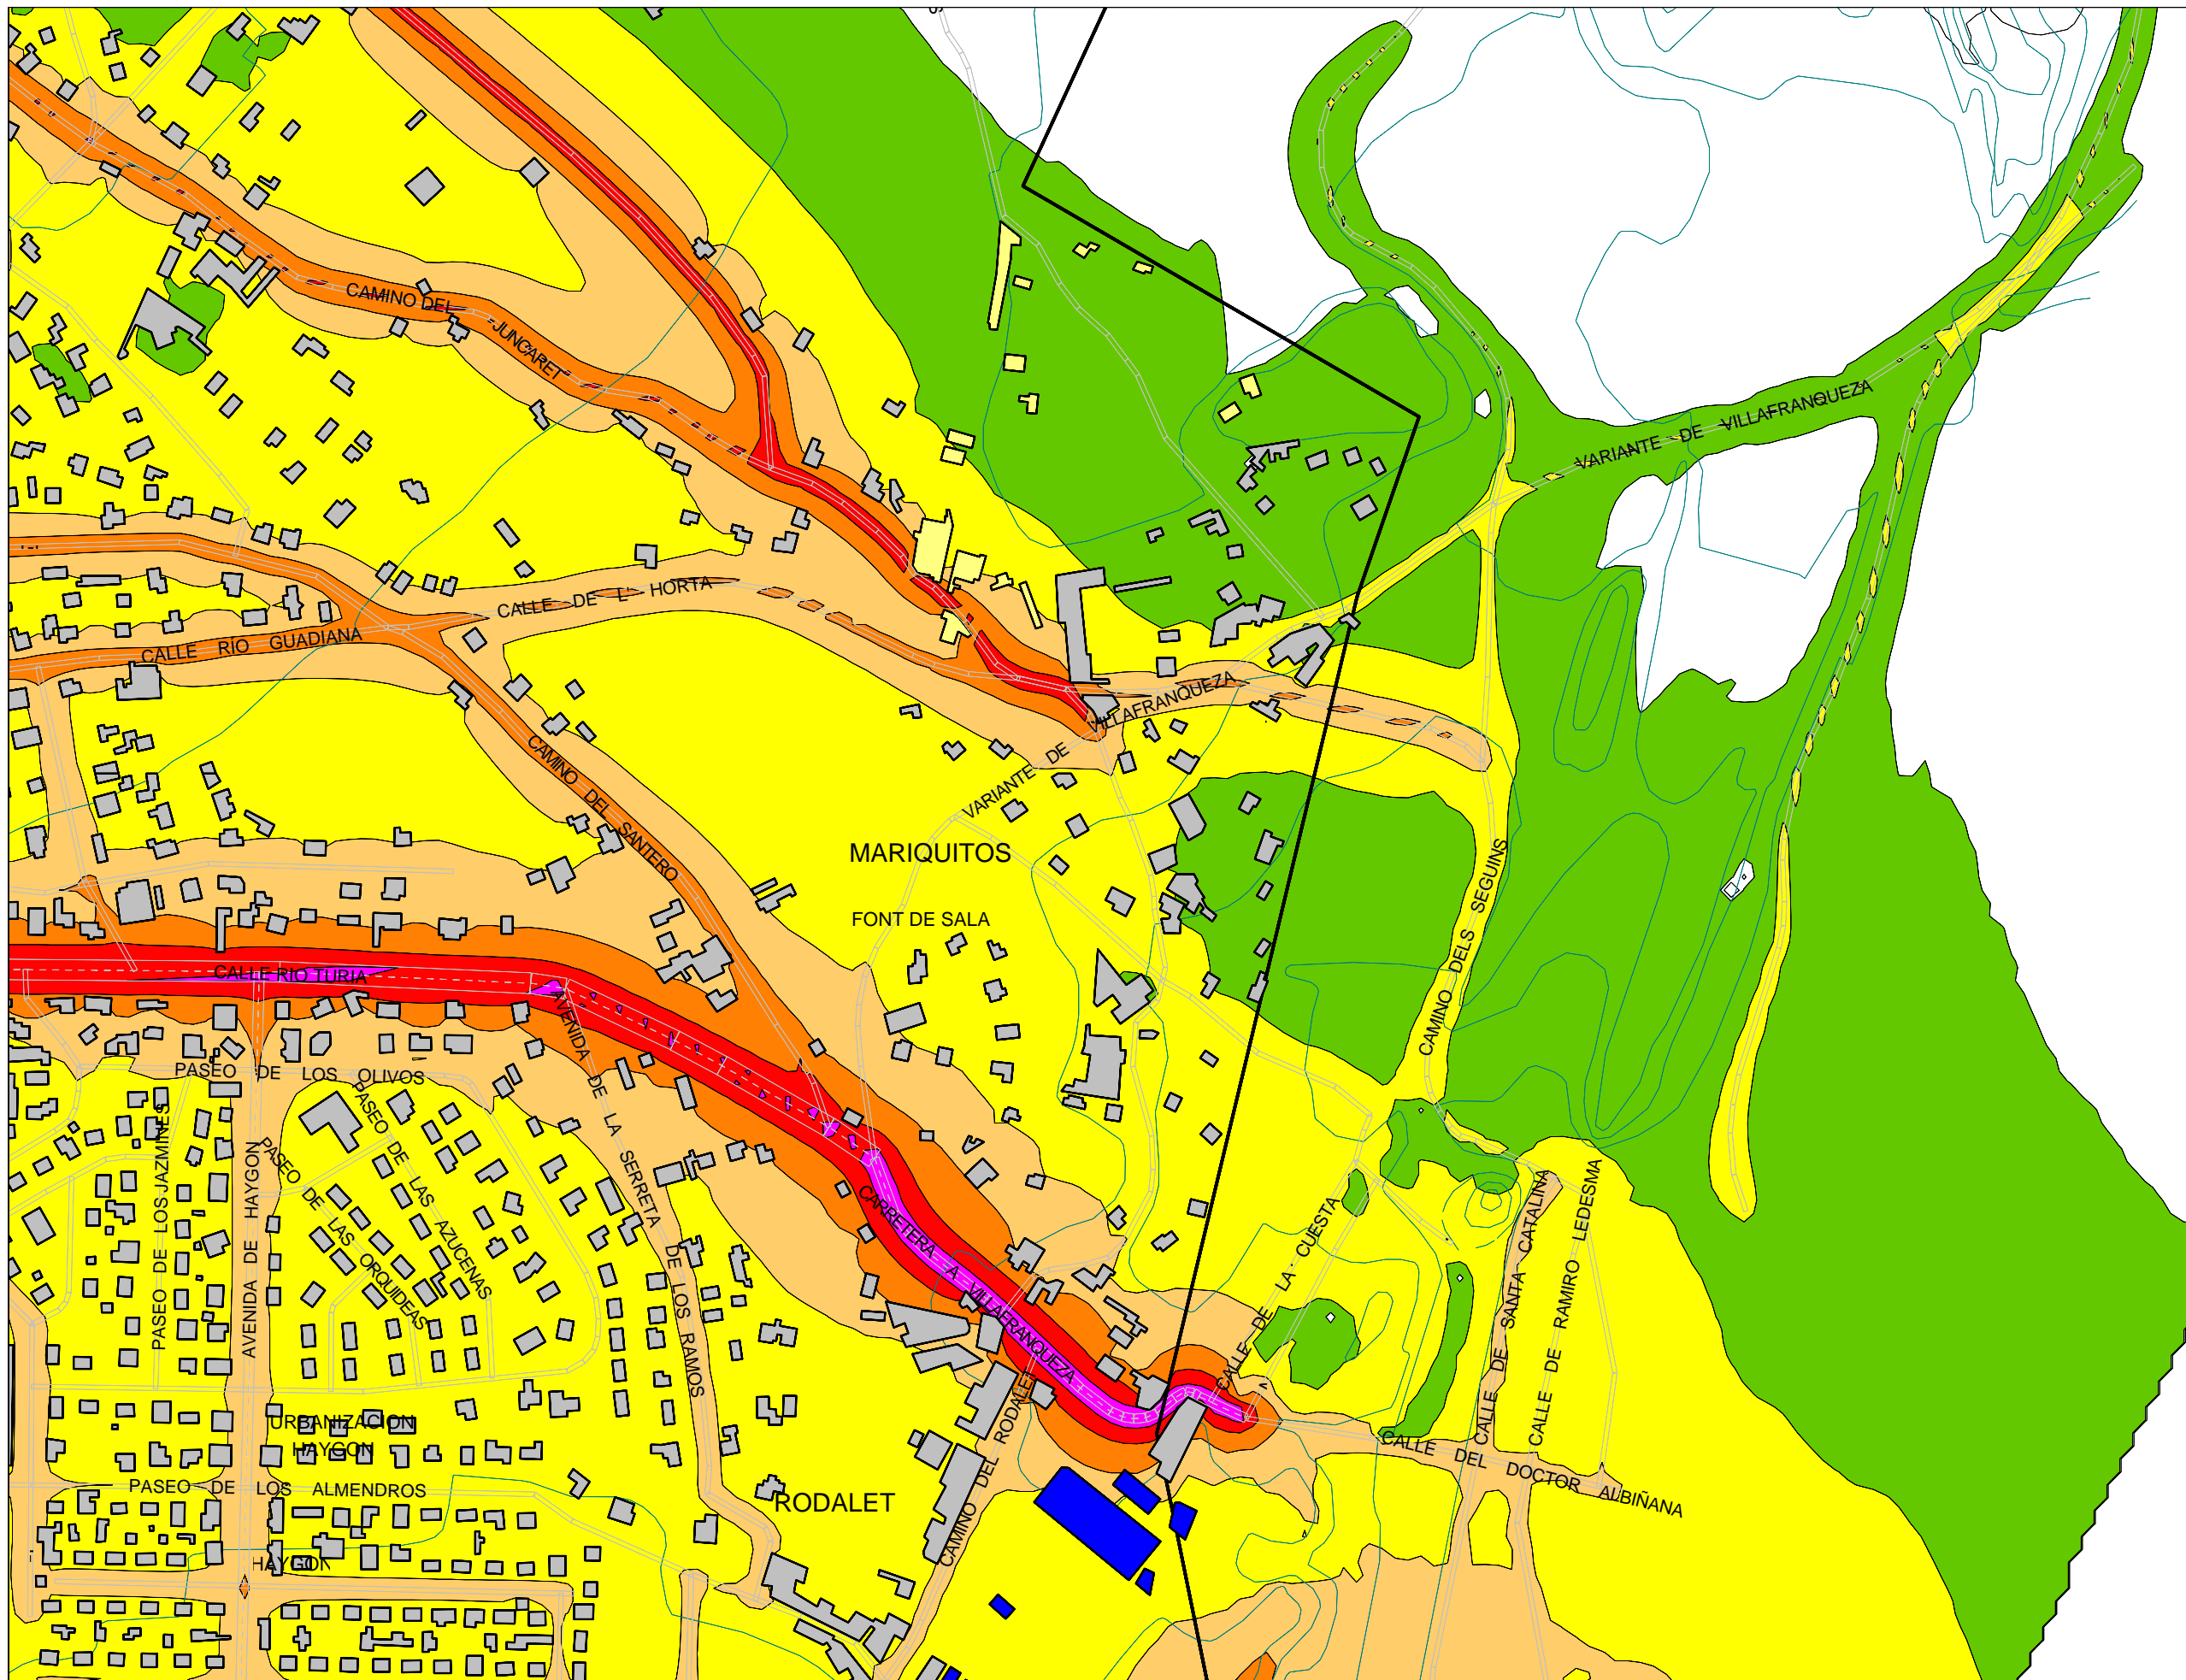 CAMINO DEL
JUNCARET
VARIANTE DE VILLAFRANQUEZA
CALLE DE L' HORTA
CALLE RÍO GUADIANA
VARIANTE DE VILLAFRANQUEZA
CAMINO DEL SANTERO
MARIQUITOS
FONT DE SALA
CAMINO DELS SEGUINS
CALLE RIO TURIA
AVENIDA DE LA SERRETA
PASEO DE LOS OLIVOS
PASEO DE LOS JAZMINES
AVENIDA DE HAYGON
PASEO DE LAS ORQUIDEAS
PASEO DE LAS AZUCENAS
DE LOS RAMOS
CARRETERA A VILLAFRANQUEZA
CALLE DE LA CUESTA
CALLE DE SANTA CATALINA
CALLE DE RAMIRO LEDESMA
URBANIZACION
HAYGON
CALLE DEL DOCTOR ALBIÑANA
PASEO DE LOS ALMENDROS
RODALET
CAMINO DEL RODALET
HAYGON